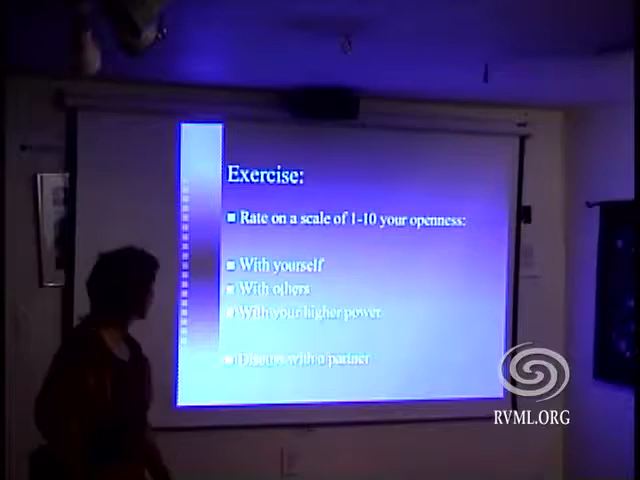 Exercise:
Rate on a scale of 1-10 your openness:
With yourself
With others
With your higher power
Discuss with a partner
RVML.ORG